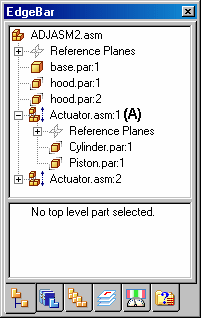 EdgeBar
ADJASM2.asm
Reference Planes
base.par:1
hood.par:1
hood.par:2
Actuator.asm:1 (A)
Reference Planes
Cylinder.par:1
Piston.par:1
Actuator.asm:2
No top level part selected.